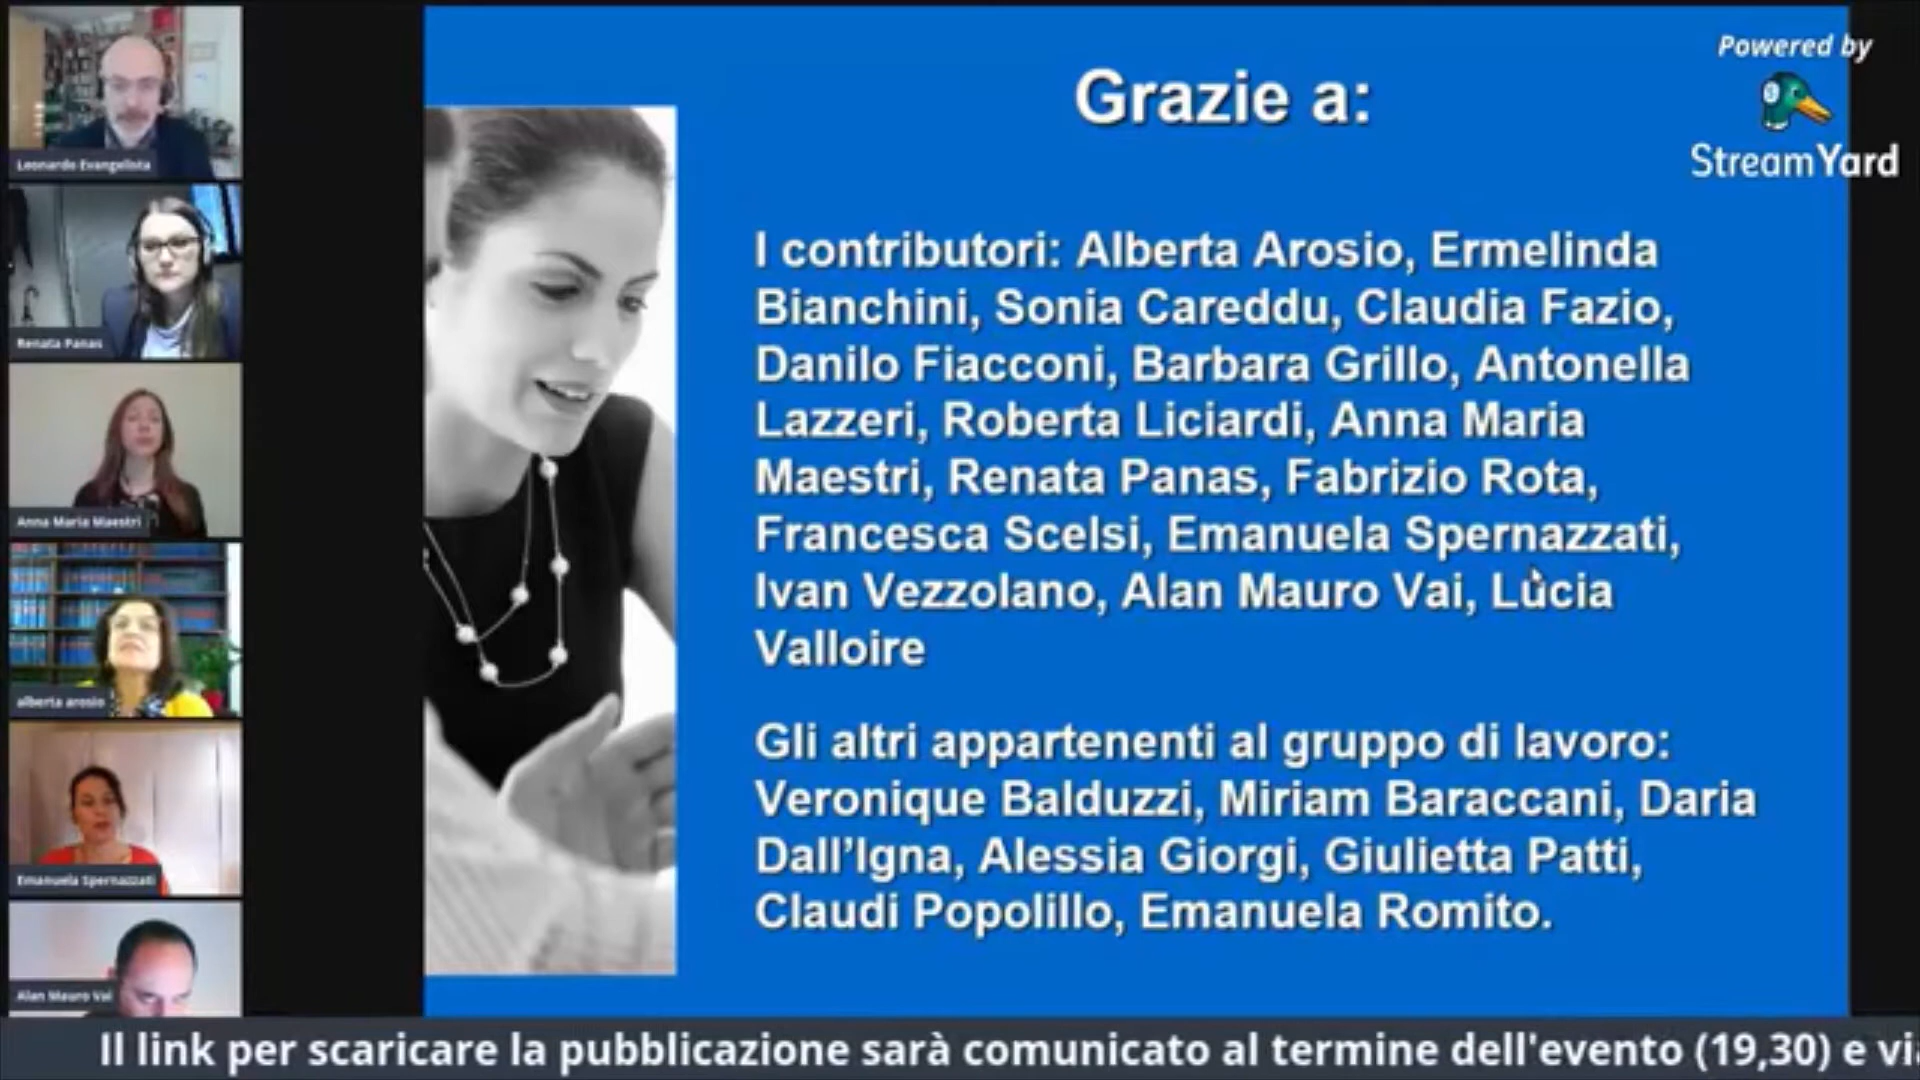 Leonardo Evangelista
Renata Panas
Anna Maria Maestri
alberta arosio
Emanuela Spernazzati
Alan Mauro Vai
Grazie a:
I contributori: Alberta Arosio, Ermelinda
Bianchini, Sonia Careddu, Claudia Fazio,
Danilo Fiacconi, Barbara Grillo, Antonella
Lazzeri, Roberta Liciardi, Anna Maria
Maestri, Renata Panas, Fabrizio Rota,
Francesca Scelsi, Emanuela Spernazzati,
Ivan Vezzolano, Alan Mauro Vai, Lucia
Valloire
Gli altri appartenenti al gruppo di lavoro:
Veronique Balduzzi, Miriam Baraccani, Daria
Dall’Igna, Alessia Giorgi, Giulietta Patti,
Claudi Popolillo, Emanuela Romito.
Powered by
StreamYard
Il link per scaricare la pubblicazione sarà comunicato al termine dell'evento (19,30) e via